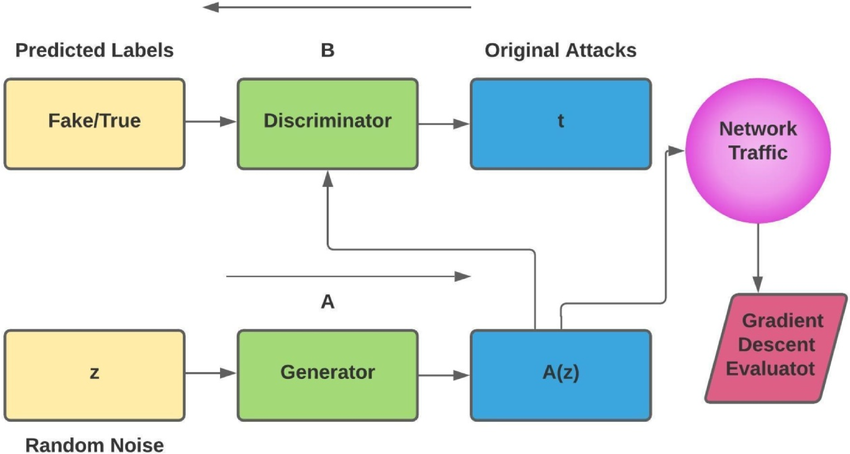 Predicted Labels
B
Original Attacks
Fake/True
Discriminator
t
Network
Traffic
A
Gradient
Descent
Evaluatot
z
Generator
A(z)
Random Noise